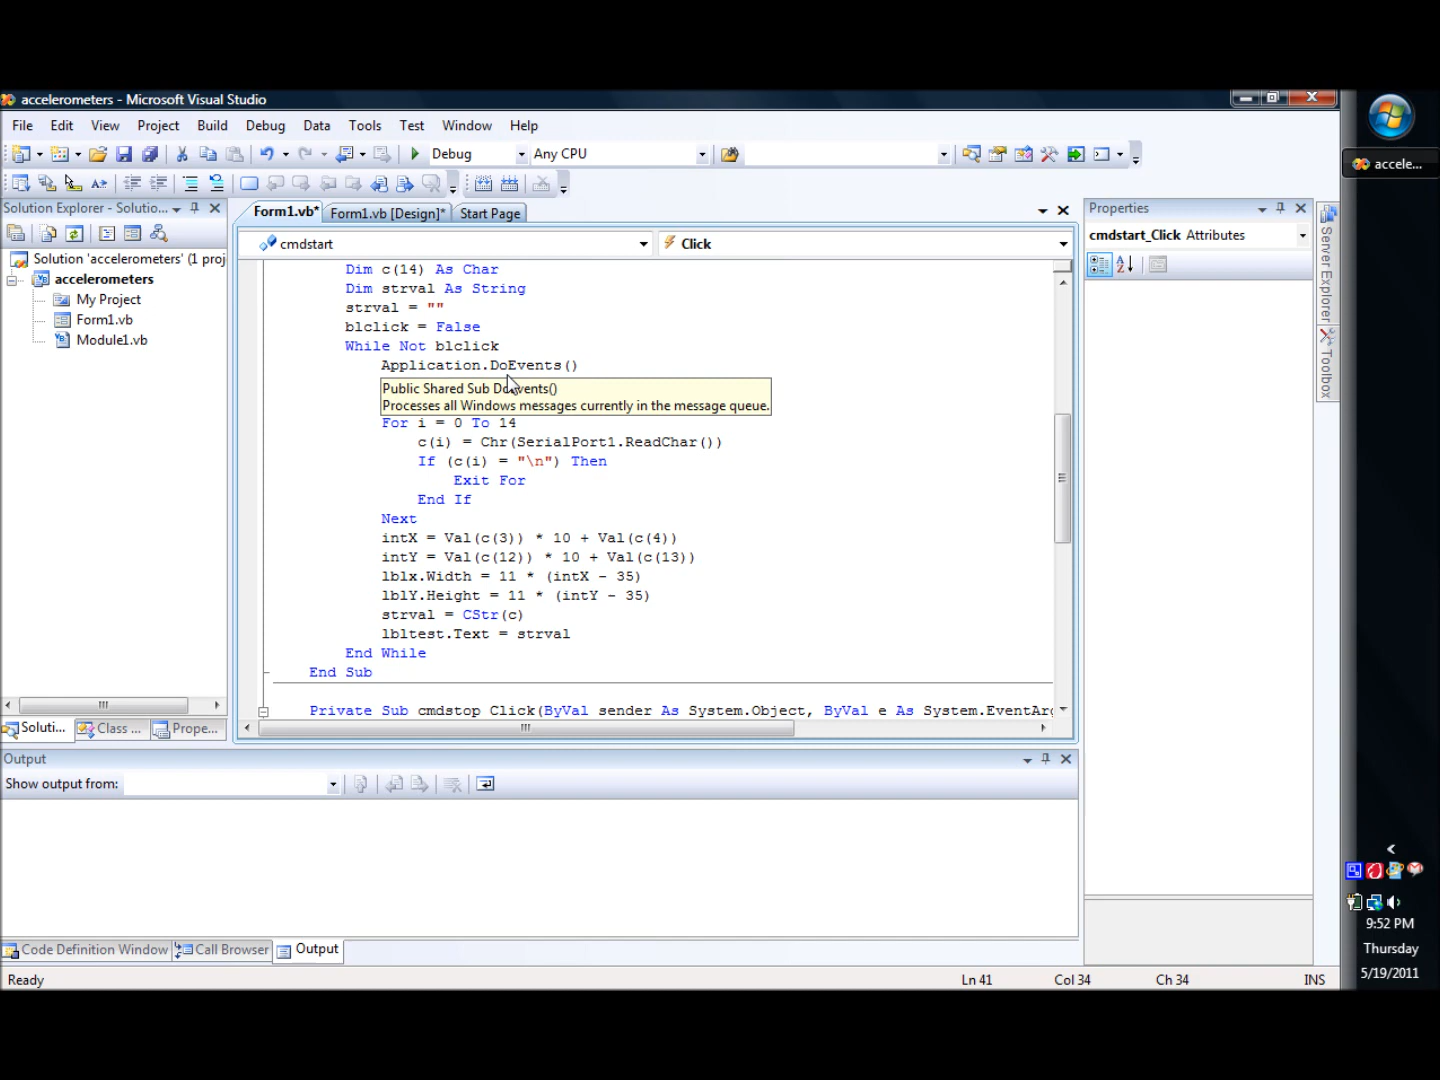 accelerometers - Microsoft Visual Studio
File Edit View Project Build Debug Data Tools Test Window Help
Debug Any CPU
Solution Explorer - Solutio...
Form1.vb* Form1.vb [Design]* Start Page
Properties
cmdstart Click
cmdstart_Click Attributes
Solution 'accelerometers' (1 proj
accelerometers
My Project
Form1.vb
Module1.vb
Dim c(14) As Char
Dim strval As String
strval = ""
blclick = False
While Not blclick
Application.DoEvents()
Public Shared Sub DoEvents()
Processes all Windows messages currently in the message queue.
For i = 0 To 14
c(i) = Chr(SerialPort1.ReadChar())
If (c(i) = "\n") Then
Exit For
End If
Next
intX = Val(c(3)) * 10 + Val(c(4))
intY = Val(c(12)) * 10 + Val(c(13))
lblx.Width = 11 * (intX - 35)
lblY.Height = 11 * (intY - 35)
strval = CStr(c)
lbltest.Text = strval
End While
End Sub
Private Sub cmdstop_Click(ByVal sender As System.Object, ByVal e As System.EventArg
Soluti... Class ... Prope...
Server Explorer
Toolbox
Output
Show output from:
Code Definition Window Call Browser Output
Ready Ln 41 Col 34 Ch 34 INS
accele...
9:52 PM
Thursday
5/19/2011